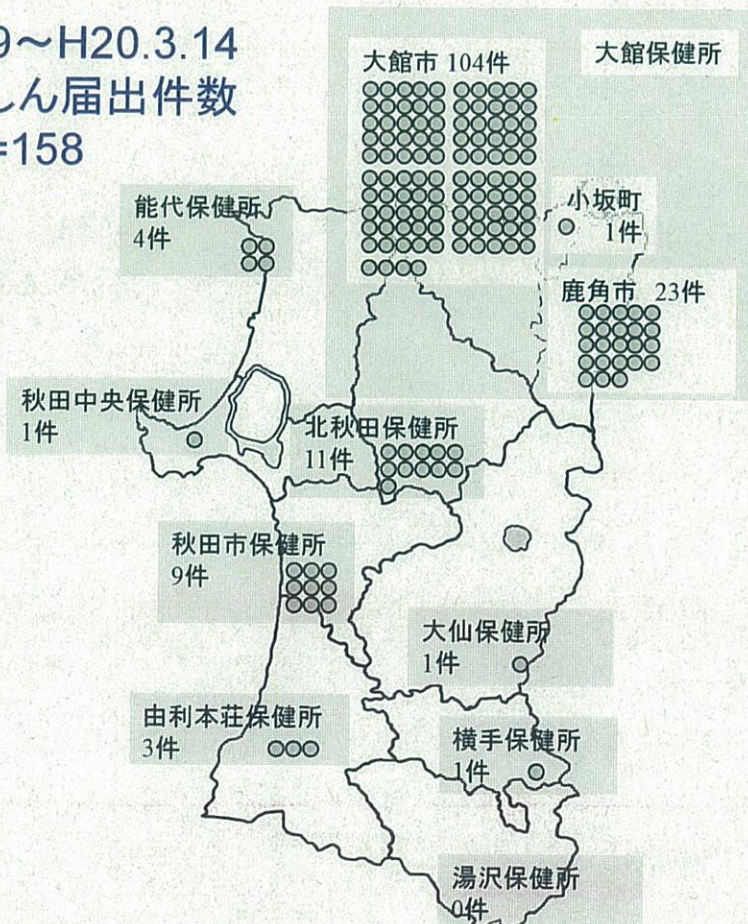 9～H20.3.14
しん届出件数
=158
大館保健所
大館市 104件
小坂町
1件
鹿角市 23件
能代保健所
4件
秋田中央保健所
1件
北秋田保健所
11件
秋田市保健所
9件
大仙保健所
1件
由利本荘保健所
3件
横手保健所
1件
湯沢保健所
0件